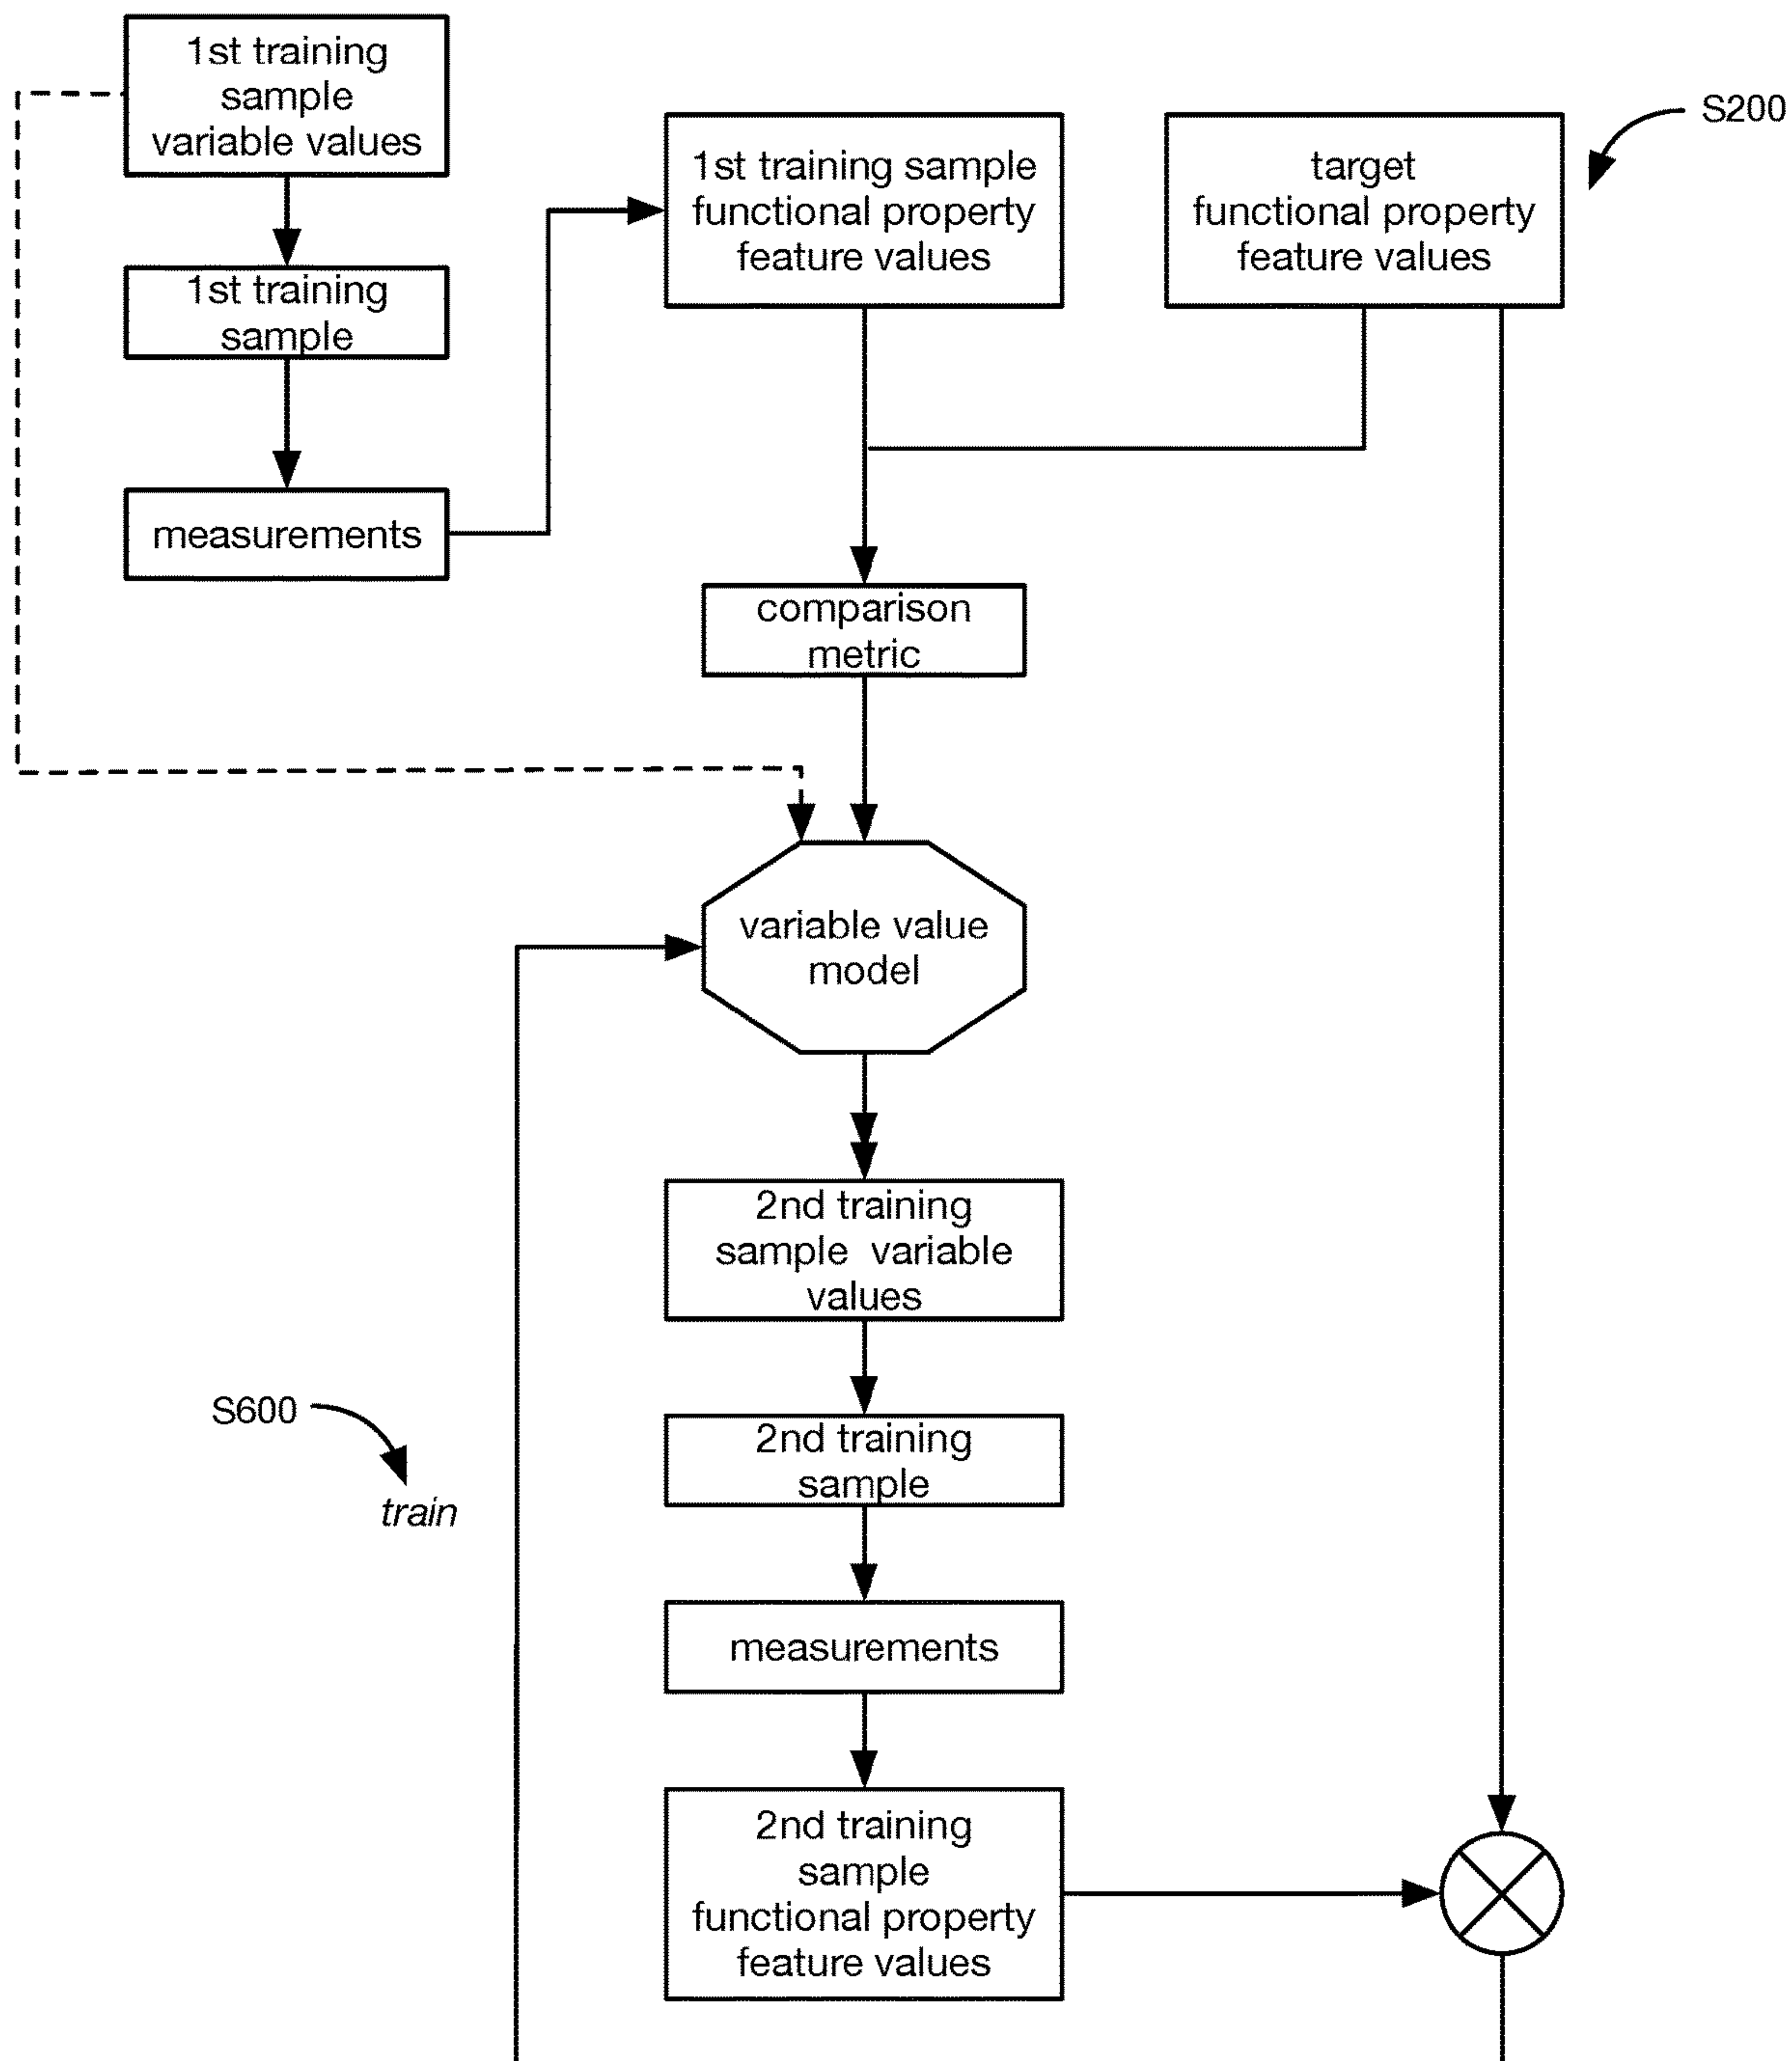 1st training
sample
variable values
1st training
sample
measurements
1st training sample
functional property
feature values
target
functional property
feature values
S200
comparison
metric
variable value
model
2nd training
sample variable
values
S600
train
2nd training
sample
measurements
2nd training
sample
functional property
feature values